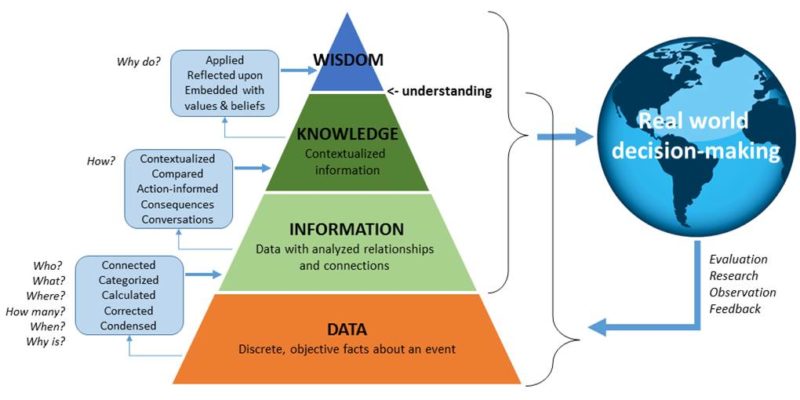 Why do?
Applied
Reflected upon
Embedded with
values & beliefs
WISDOM
<- understanding
How?
Contextualized
Compared
Action-informed
Consequences
Conversations
KNOWLEDGE
Contextualized
information
Who?
What?
Where?
How many?
When?
Why is?
Connected
Categorized
Calculated
Corrected
Condensed
INFORMATION
Data with analyzed relationships
and connections
DATA
Discrete, objective facts about an event
Real world
decision-making
Evaluation
Research
Observation
Feedback